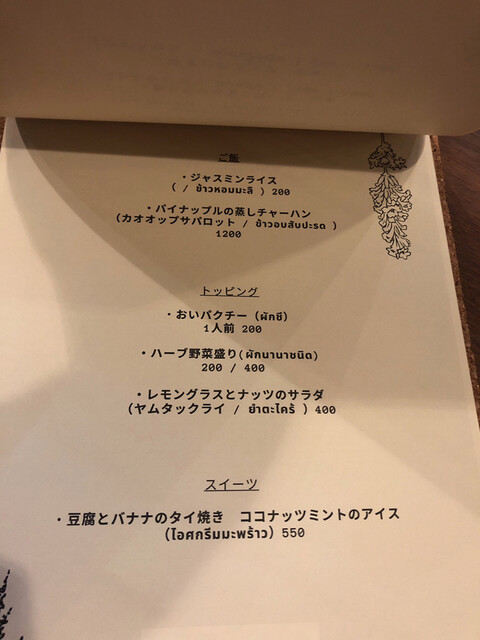 ご飯
・ジャスミンライス
( / ข้าวหอมมะลิ ) 200
・パイナップルの蒸しチャーハン
(カオオップサパロット / ข้าวอบสับปะรด )
1200
トッピング
・おいパクチー (ผักชี)
1人前 200
・ハーブ野菜盛り(ผักนานาชนิด)
200 / 400
・レモングラスとナッツのサラダ
(ヤムタックライ / ยำตะไคร้ ) 400
スイーツ
・豆腐とバナナのタイ焼き ココナッツミントのアイス
(ไอศกรีมมะพร้าว) 550